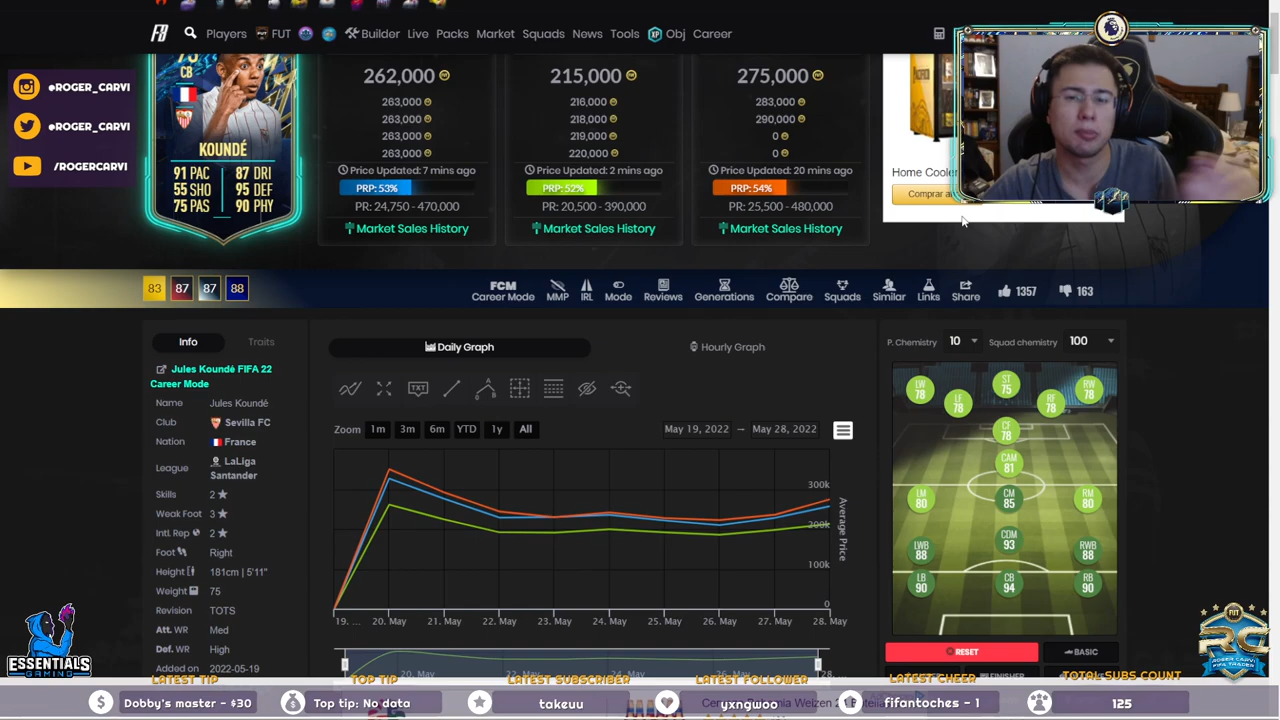 Players FUT Builder Packs Market Squads News Tools Obj Career
@ROGER_CARVI
@ROGER_CARVI
/ROGERCARVI
CB
KOUNDÉ
91 PAC 87 DRI
55 SHO 95 DEF
75 PAS 90 PHY
262,000
263,000
263,000
263,000
263,000
Price Updated: 7 mins ago
PRP: 53%
PR: 24,750 - 470,000
Market Sales History
215,000
216,000
218,000
219,000
220,000
Price Updated: 2 mins ago
PRP: 52%
PR: 20,500 - 390,000
Market Sales History
275,000
283,000
290,000
0
0
Price Updated: 20 mins ago
PRP: 54%
PR: 25,500 - 480,000
Market Sales History
Home Cooler
Comprar
83 87 87 88
FCM
Career Mode MMP IRL Mode Reviews Generations Compare Squads Similar Links Share 1357 163
Info Traits
Jules Koundé FIFA 22
Career Mode
Name Jules Koundé
Club Sevilla FC
Nation France
League LaLiga
Santander
Skills 2
Weak Foot 3
Intl. Rep 2
Foot Right
Height 181cm | 5'11"
Weight 75
Revision TOTS
Att. WR Med
Def. WR High
Added on 2022-05-19
Daily Graph Hourly Graph
TXT
Zoom 1m 3m 6m YTD 1y All May 19, 2022 → May 28, 2022
300k
200k
100k
0
Average Price
19. ... 20. May 21. May 22. May 23. May 24. May 25. May 26. May 27. May 28. May
P. Chemistry 10 Squad chemistry 100
LW
78
LF
78
ST
75
RF
78
RW
78
CF
78
CAM
81
LM
80
CM
85
RM
80
CDM
93
LWB
88
RWB
88
LB
90
CB
94
RB
90
RESET BASIC
ESSENTIALS
GAMING
FUT
RC
ROGER CARVI
FIFA TRADER
LATEST TIP TOP TIP LATEST SUBSCRIBER LATEST FOLLOWER LATEST CHEER TOTAL SUBS COUNT
Dobby's master - $30 Top tip: No data takeuu yxngwoo fifantoches - 1 125